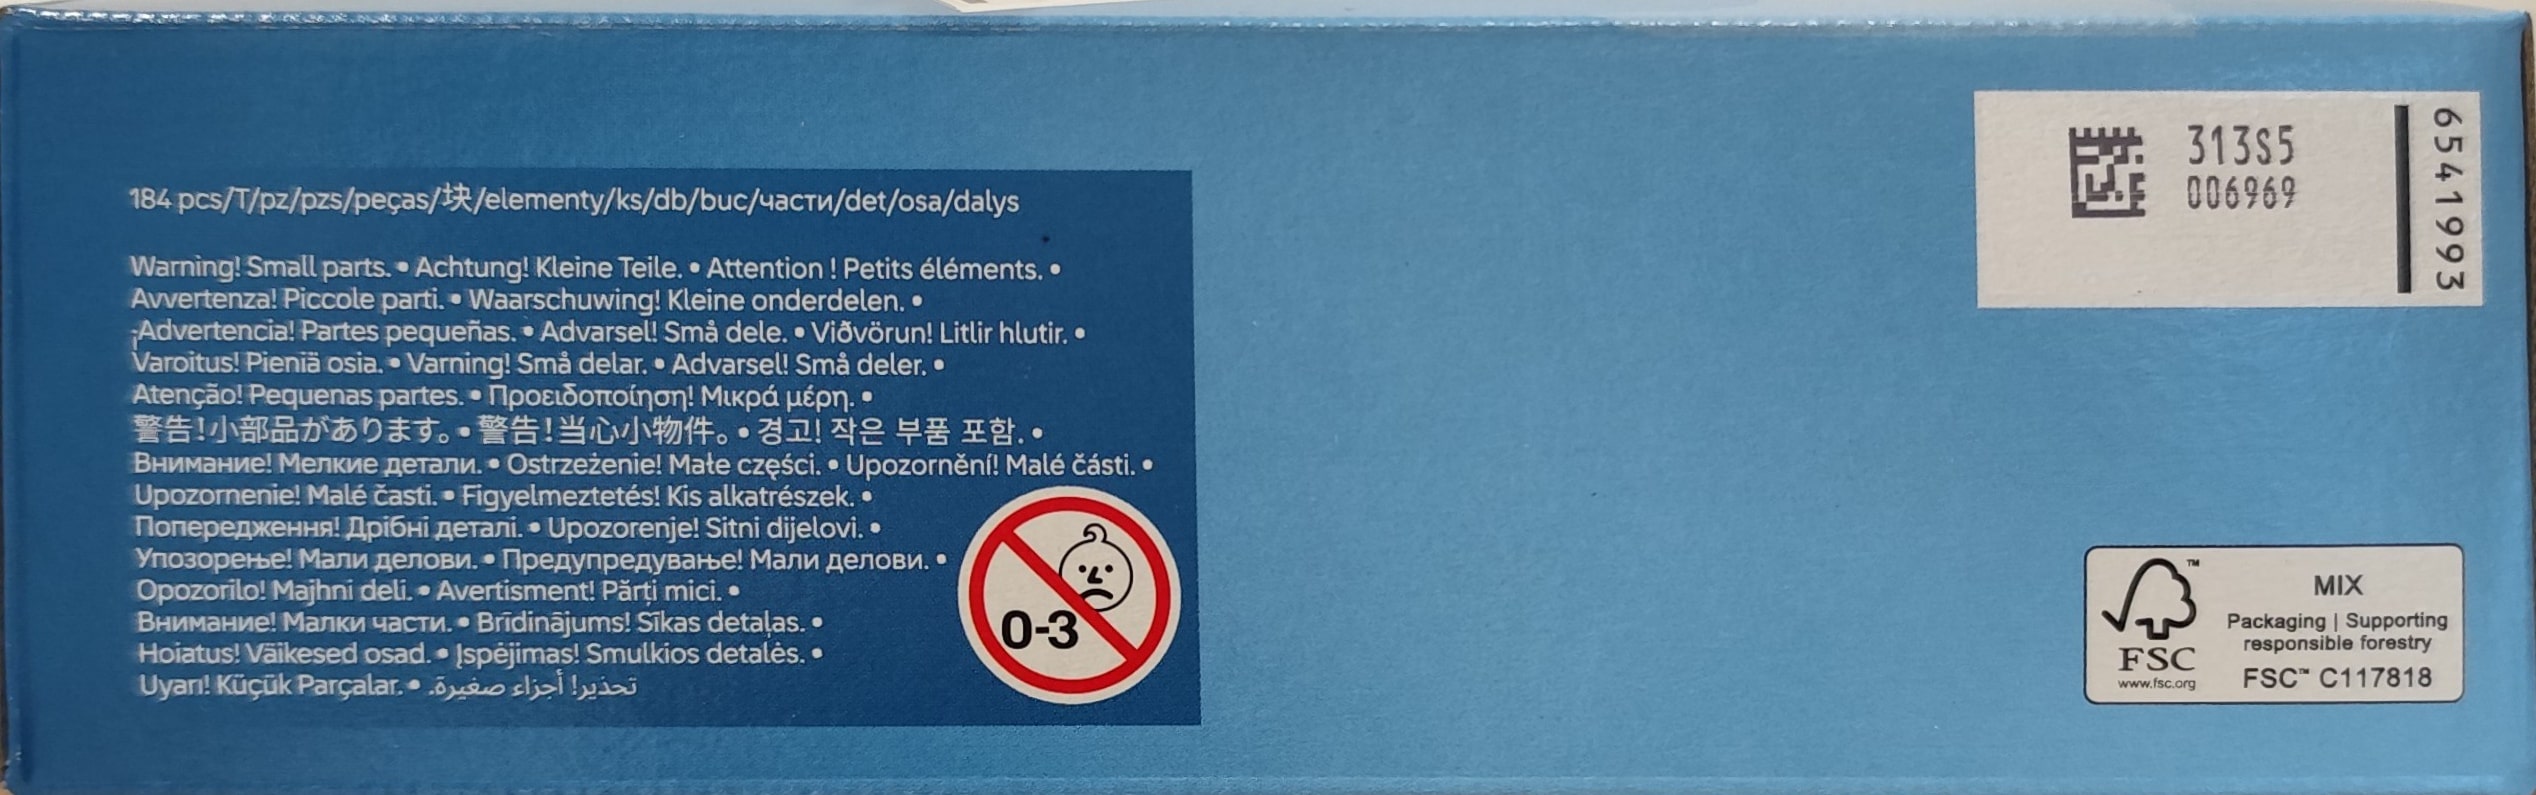 184 pcs/T/pz/pzs/peças/块/elementy/ks/db/buc/части/det/osa/dalys
Warning! Small parts. • Achtung! Kleine Teile. • Attention ! Petits éléments. •
Avvertenza! Piccole parti. • Waarschuwing! Kleine onderdelen. •
¡Advertencia! Partes pequeñas. • Advarsel! Små dele. • Viðvörun! Litlir hlutir. •
Varoitus! Pieniä osia. • Varning! Små delar. • Advarsel! Små deler. •
Atenção! Pequenas partes. • Προειδοποίηση! Μικρά μέρη. •
警告!小部品があります。• 警告!当心小物件。• 경고! 작은 부품 포함. •
Внимание! Мелкие детали. • Ostrzeżenie! Małe części. • Upozornění! Malé části. •
Upozornenie! Malé časti. • Figyelmeztetés! Kis alkatrészek. •
Попередження! Дрібні деталі. • Upozorenje! Sitni dijelovi. •
Упозорење! Мали делови. • Предупредување! Мали делови. •
Opozorilo! Majhni deli. • Avertisment! Părți mici. •
Внимание! Малки части. • Brīdinājums! Sīkas detaļas. •
Hoiatus! Väikesed osad. • Įspėjimas! Smulkios detalės. •
Uyarı! Küçük Parçalar. • تحذير! أجزاء صغيرة.
0-3
313S5
006969
6541993
FSC™
www.fsc.org
MIX
Packaging | Supporting
responsible forestry
FSC™ C117818